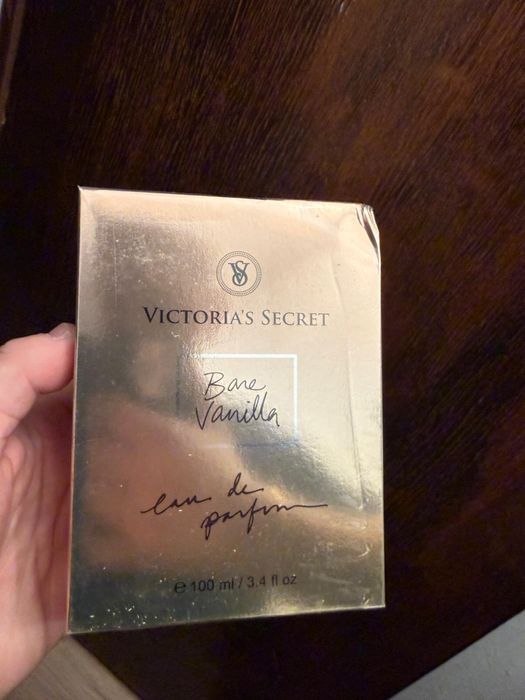 VS
VICTORIA'S SECRET
Bare
Vanilla
eau de
parfum
℮ 100 ml / 3.4 fl oz